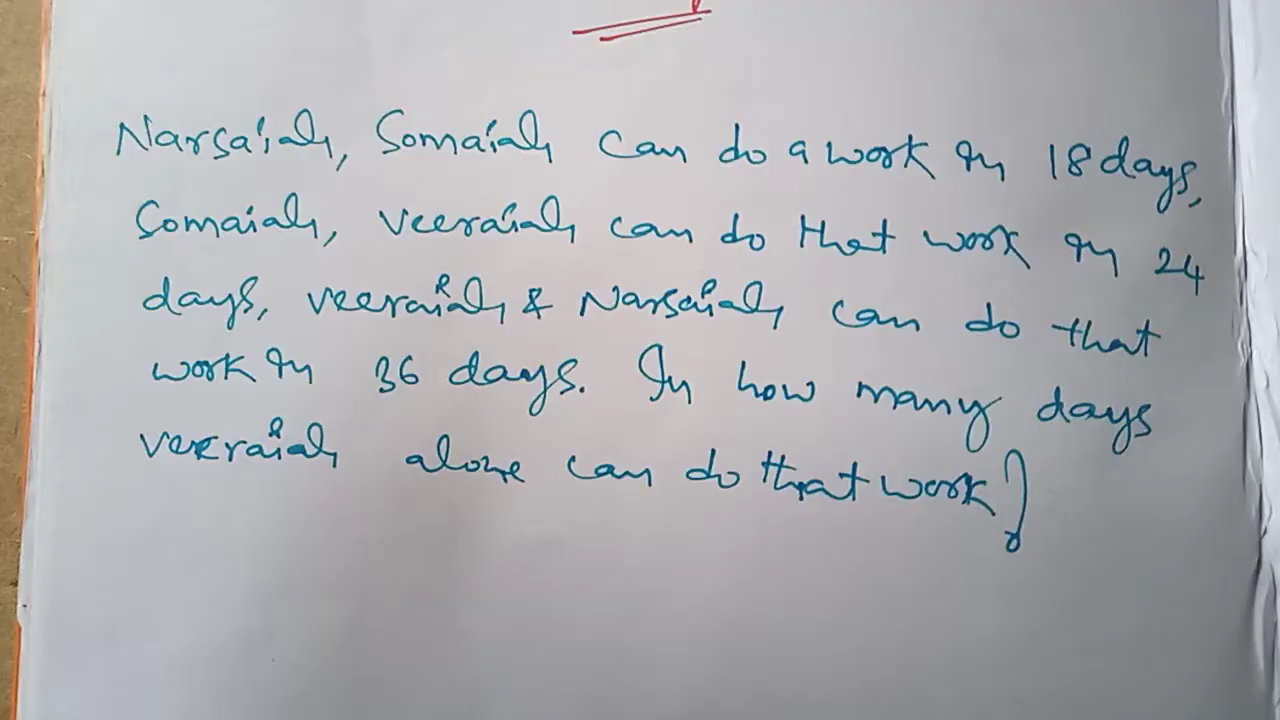 Narsaiah, Somaiah can do a work in 18 days,
Somaiah, Veeraiah can do that work in 24
days, Veeraiah & Narsaiah can do that
work in 36 days. In how many days
Veeraiah alone can do that work?